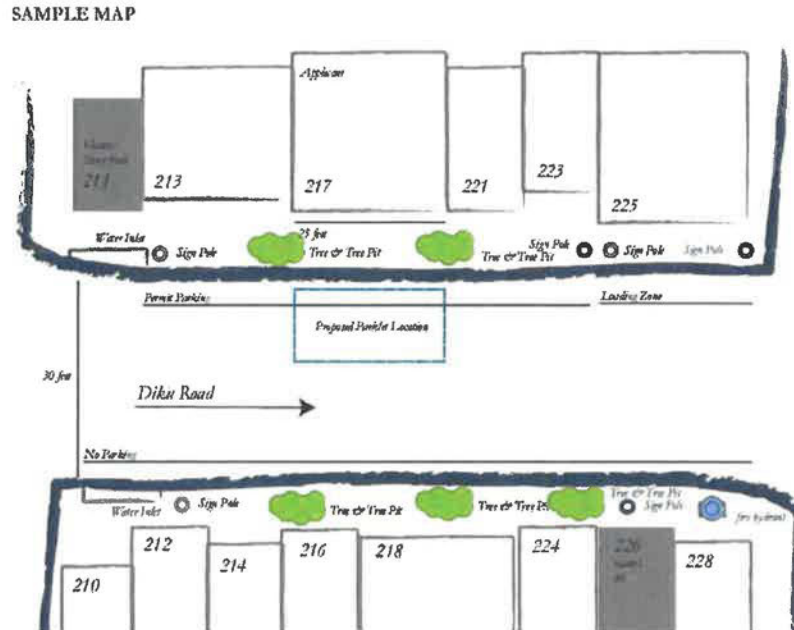 SAMPLE MAP
Applicant
211
213
217
221
223
225
25 feet
Water Inlet
Sign Pole
Tree & Tree Pit
Tree & Tree Pit
Sign Pole
Sign Pole
Sign Pole
Permit Parking
Loading Zone
Proposed Parklet Location
30 feet
Diku Road
No Parking
Water Inlet
Sign Pole
Tree & Tree Pit
Tree & Tree Pit
Tree & Tree Pit
Sign Pole
fire hydrant
210
212
214
216
218
224
226
228